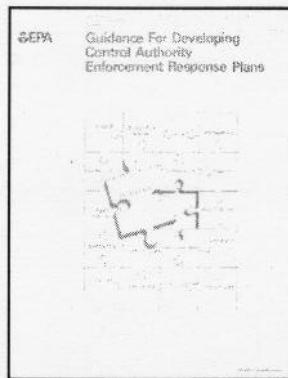 EPA
Guidance For Developing
Control Authority
Enforcement Response Plans